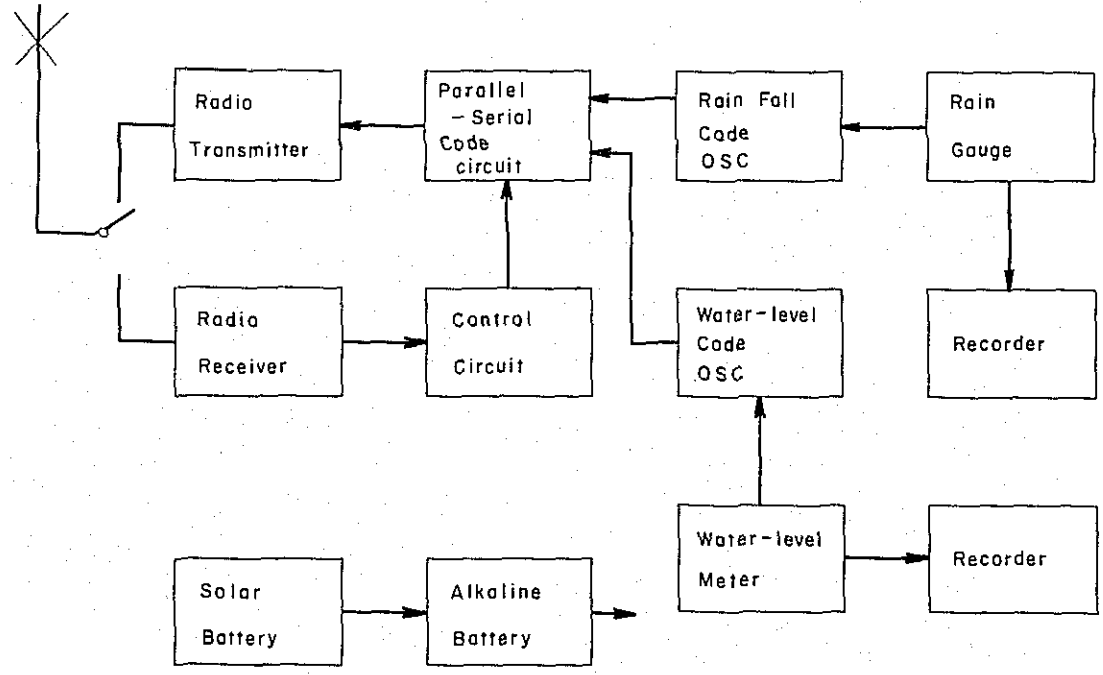 Radio
Transmitter
Parallel
-Serial
Code
circuit
Rain Fall
Code
OSC
Rain
Gauge
Radio
Receiver
Control
Circuit
Water-level
Code
OSC
Recorder
Solar
Battery
Alkaline
Battery
Water-level
Meter
Recorder